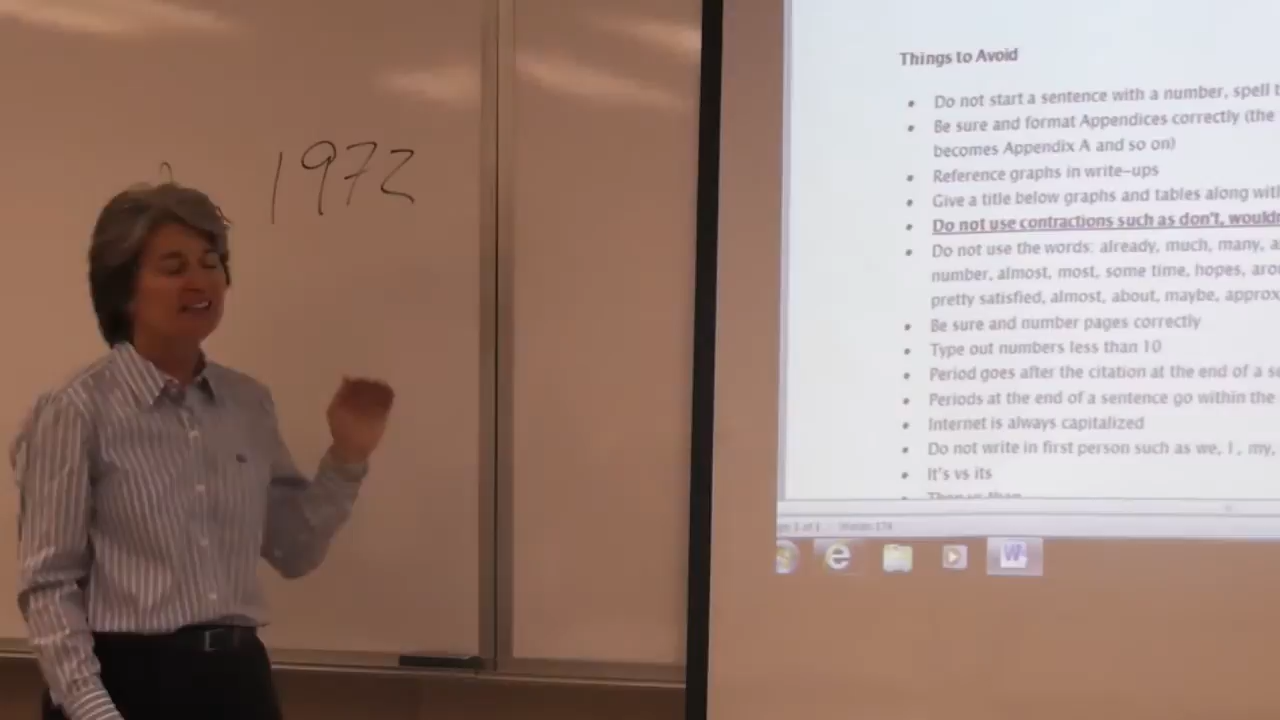 1972
Things to Avoid
Do not start a sentence with a number, spell
Be sure and format Appendices correctly (the
becomes Appendix A and so on)
Reference graphs in write-ups
Give a title below graphs and tables along with
Do not use contractions such as don't,
Do not use the words: already, much, many,
number, almost, most, some time, hopes,
pretty satisfied, almost, about, maybe,
Be sure and number pages correctly
Type out numbers less than 10
Period goes after the citation at the end of a
Periods at the end of a sentence go within the
Internet is always capitalized
Do not write in first person such as we, I, my,
It's vs its
Words: 174
W